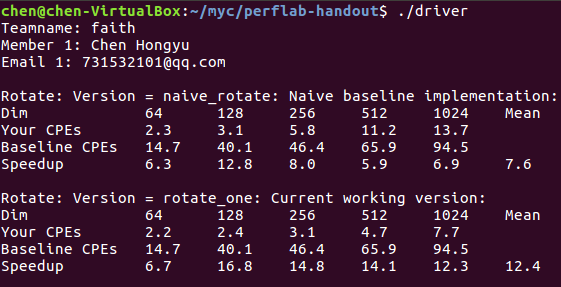 chen@chen-VirtualBox:~/myc/perflab-handout$ ./driver
Teamname: faith
Member 1: Chen Hongyu
Email 1: 731532101@qq.com

Rotate: Version = naive_rotate: Naive baseline implementation:
Dim 64 128 256 512 1024 Mean
Your CPEs 2.3 3.1 5.8 11.2 13.7
Baseline CPEs 14.7 40.1 46.4 65.9 94.5
Speedup 6.3 12.8 8.0 5.9 6.9 7.6

Rotate: Version = rotate_one: Current working version:
Dim 64 128 256 512 1024 Mean
Your CPEs 2.2 2.4 3.1 4.7 7.7
Baseline CPEs 14.7 40.1 46.4 65.9 94.5
Speedup 6.7 16.8 14.8 14.1 12.3 12.4